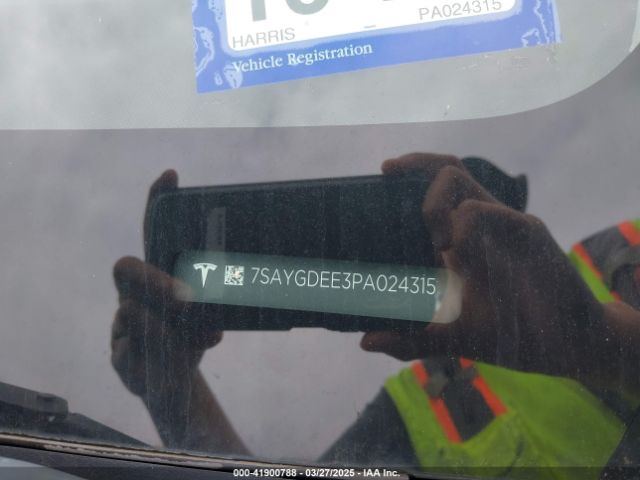 HARRIS PA024315
Vehicle Registration
7SAYGDEE3PA024315
000-41900788 - 03/27/2025 - IAA Inc.